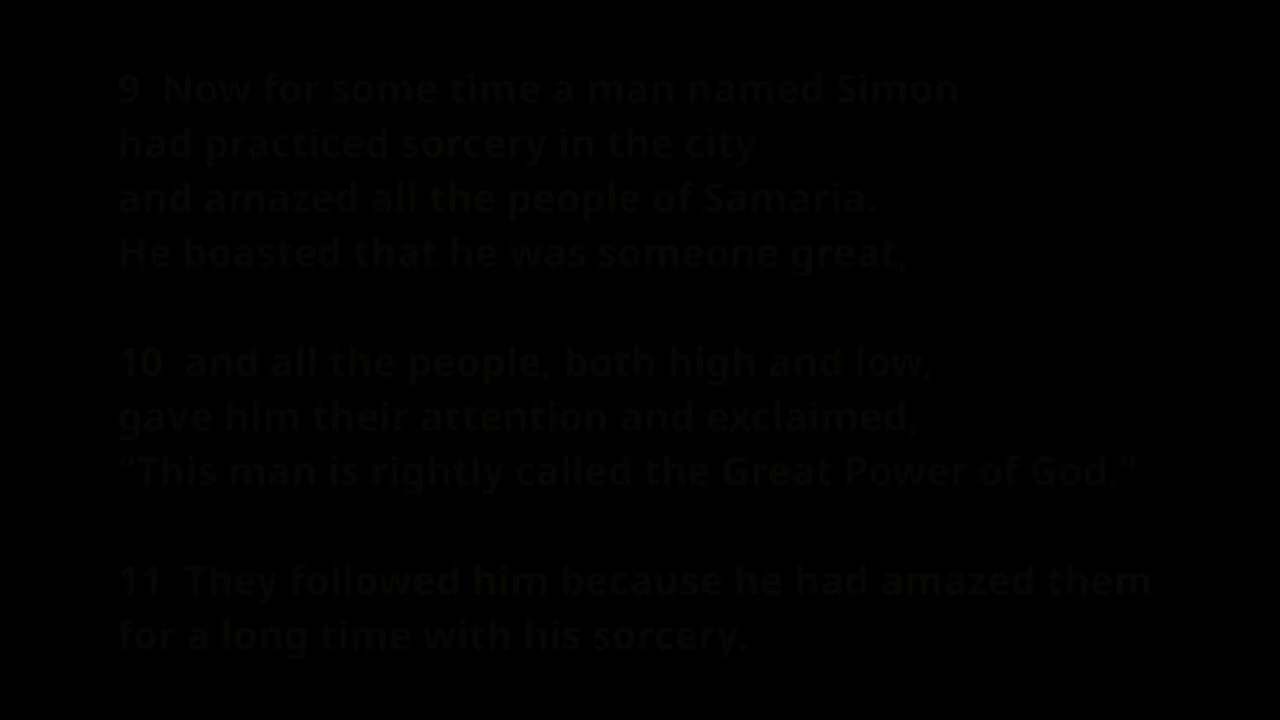 9 Now for some time a man named Simon
had practiced sorcery in the city
and amazed all the people of Samaria.
He boasted that he was someone great,
10 and all the people, both high and low,
gave him their attention and exclaimed,
“This man is rightly called the Great Power of God.”
11 They followed him because he had amazed them
for a long time with his sorcery.